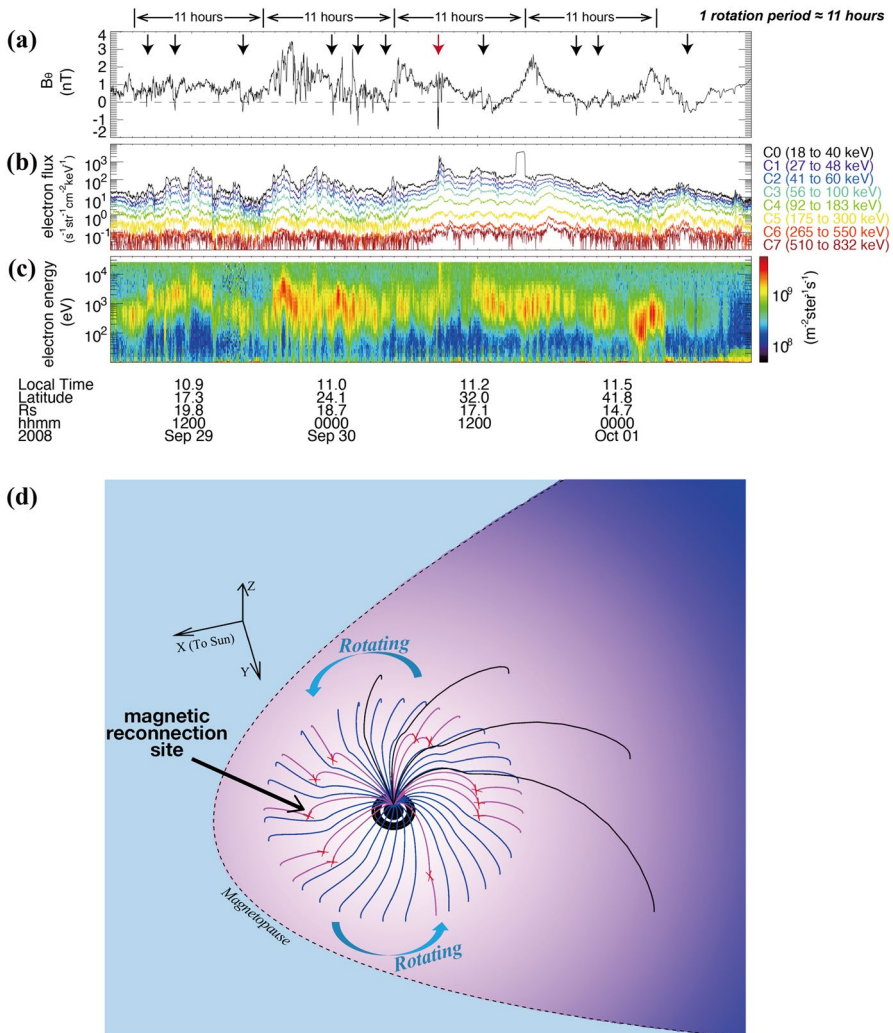 11 hours 11 hours 11 hours 11 hours 1 rotation period ≈ 11 hours
(a)
Bθ
(nT)
4
3
2
1
0
-1
-2
(b)
electron flux
(s⁻¹str⁻¹cm⁻²keV⁻¹)
10³
10²
10¹
10⁰
10⁻¹
C0 (18 to 40 keV)
C1 (27 to 48 keV)
C2 (41 to 60 keV)
C3 (56 to 100 keV)
C4 (92 to 183 keV)
C5 (175 to 300 keV)
C6 (265 to 550 keV)
C7 (510 to 832 keV)
(c)
electron energy
(eV)
10⁴
10³
10²
10⁹
10⁸
(m⁻²ster⁻¹s⁻¹)
Local Time 10.9 11.0 11.2 11.5
Latitude 17.3 24.1 32.0 41.8
Rs 19.8 18.7 17.1 14.7
hhmm 1200 0000 1200 0000
2008 Sep 29 Sep 30 Oct 01
(d)
Z
X (To Sun)
Y
Rotating
magnetic
reconnection
site
Magnetopause
Rotating